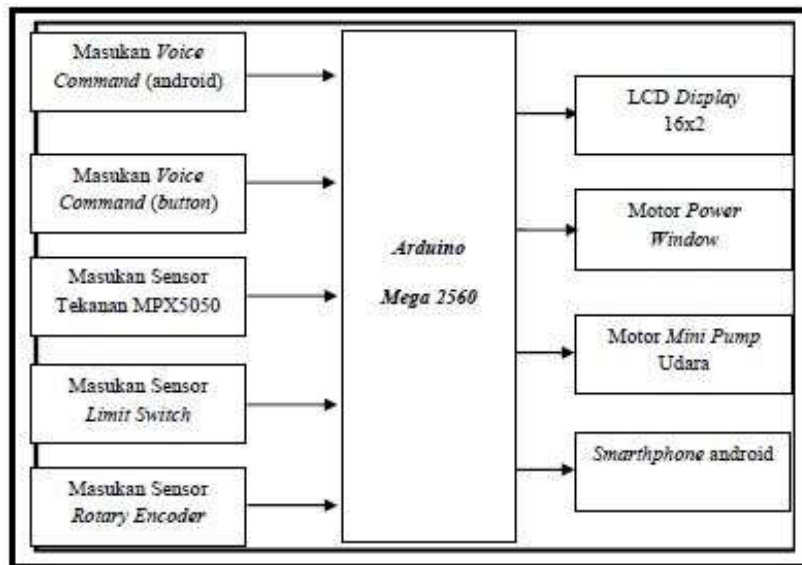 Masukan Voice
Command (android)
Masukan Voice
Command (button)
Masukan Sensor
Tekanan MPX5050
Masukan Sensor
Limit Switch
Masukan Sensor
Rotary Encoder
Arduino
Mega 2560
LCD Display
16x2
Motor Power
Window
Motor Mini Pump
Udara
Smarthphone android